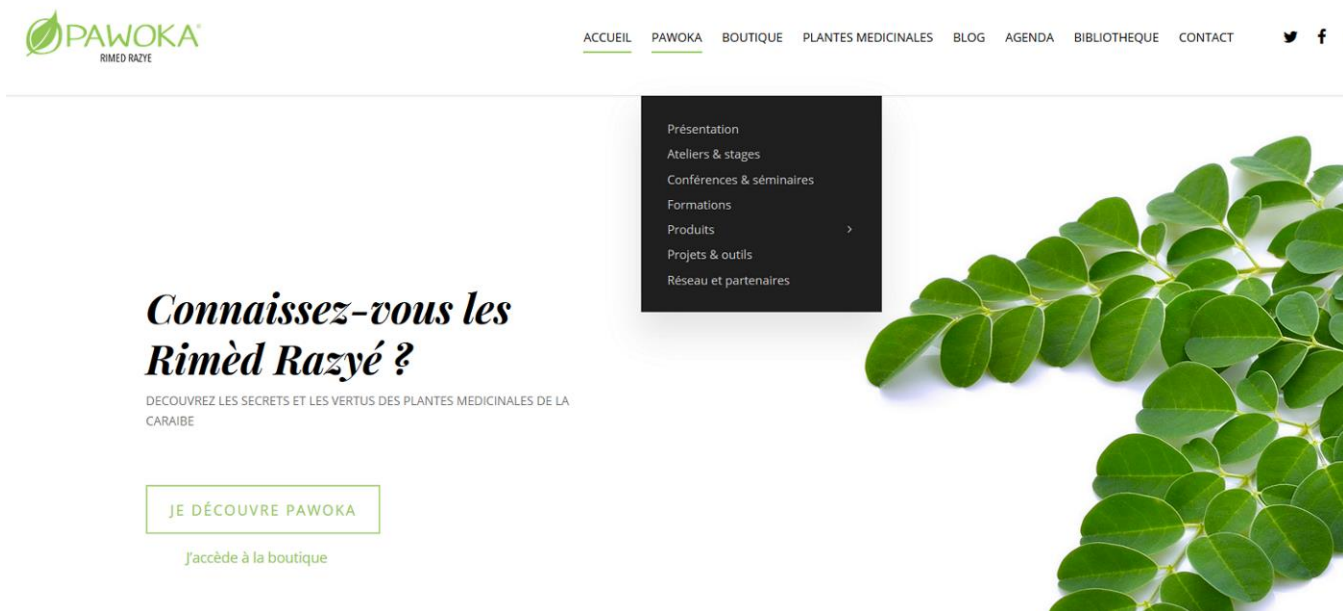 PAWOKA®
RIMED RAZYE
ACCUEIL PAWOKA BOUTIQUE PLANTES MEDICINALES BLOG AGENDA BIBLIOTHEQUE CONTACT
Présentation
Ateliers & stages
Conférences & séminaires
Formations
Produits
Projets & outils
Réseau et partenaires
Connaissez-vous les
Rimèd Razyé ?
DECOUVREZ LES SECRETS ET LES VERTUS DES PLANTES MEDICINALES DE LA
CARAIBE
JE DÉCOUVRE PAWOKA
J'accède à la boutique